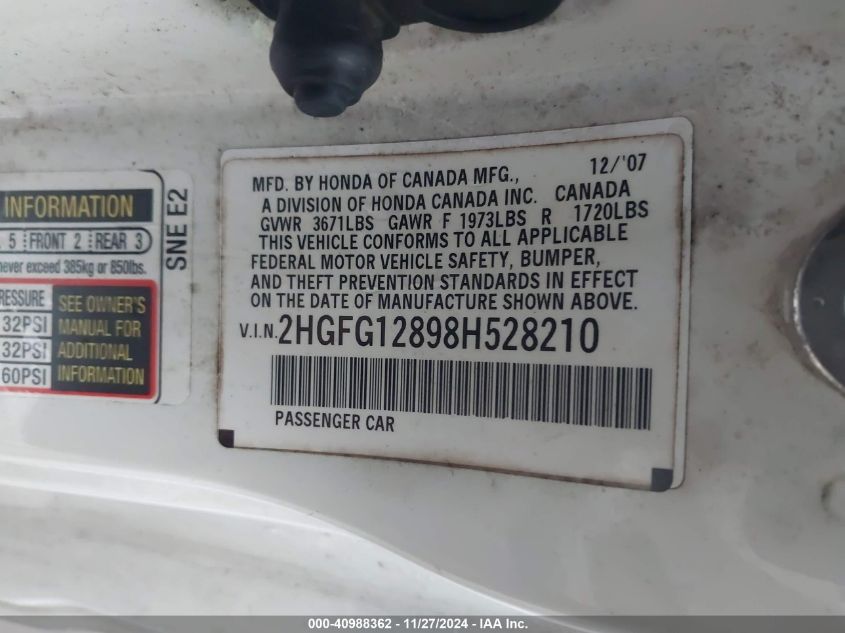 INFORMATION
5 FRONT 2 REAR 3
never exceed 385kg or 850lbs.
SNE E2
PRESSURE
32PSI
32PSI
60PSI
SEE OWNER'S
MANUAL FOR
ADDITIONAL
INFORMATION
12/'07
MFD. BY HONDA OF CANADA MFG.,
A DIVISION OF HONDA CANADA INC. CANADA
GVWR 3671LBS GAWR F 1973LBS R 1720LBS
THIS VEHICLE CONFORMS TO ALL APPLICABLE
FEDERAL MOTOR VEHICLE SAFETY, BUMPER,
AND THEFT PREVENTION STANDARDS IN EFFECT
ON THE DATE OF MANUFACTURE SHOWN ABOVE.
V.I.N. 2HGFG12898H528210
PASSENGER CAR
000-40988362 - 11/27/2024 - IAA Inc.